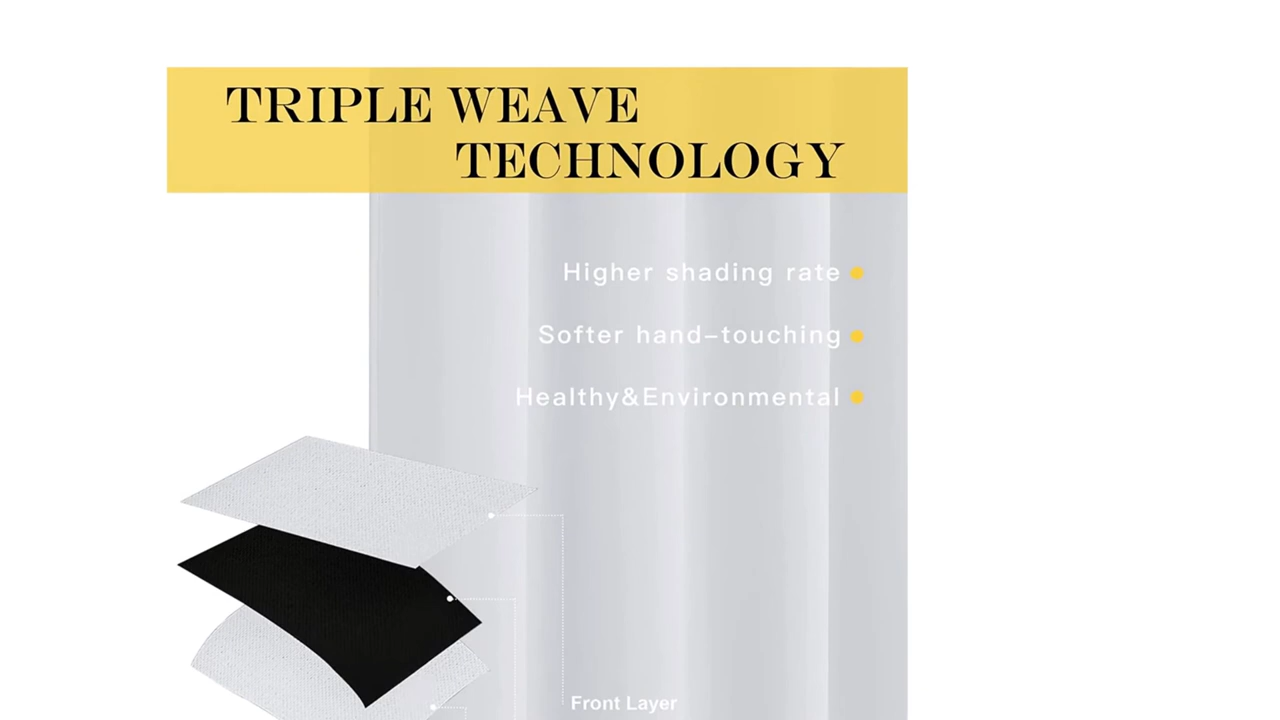 TRIPLE WEAVE
TECHNOLOGY
Higher shading rate
Softer hand-touching
Healthy&Environmental
Front Layer